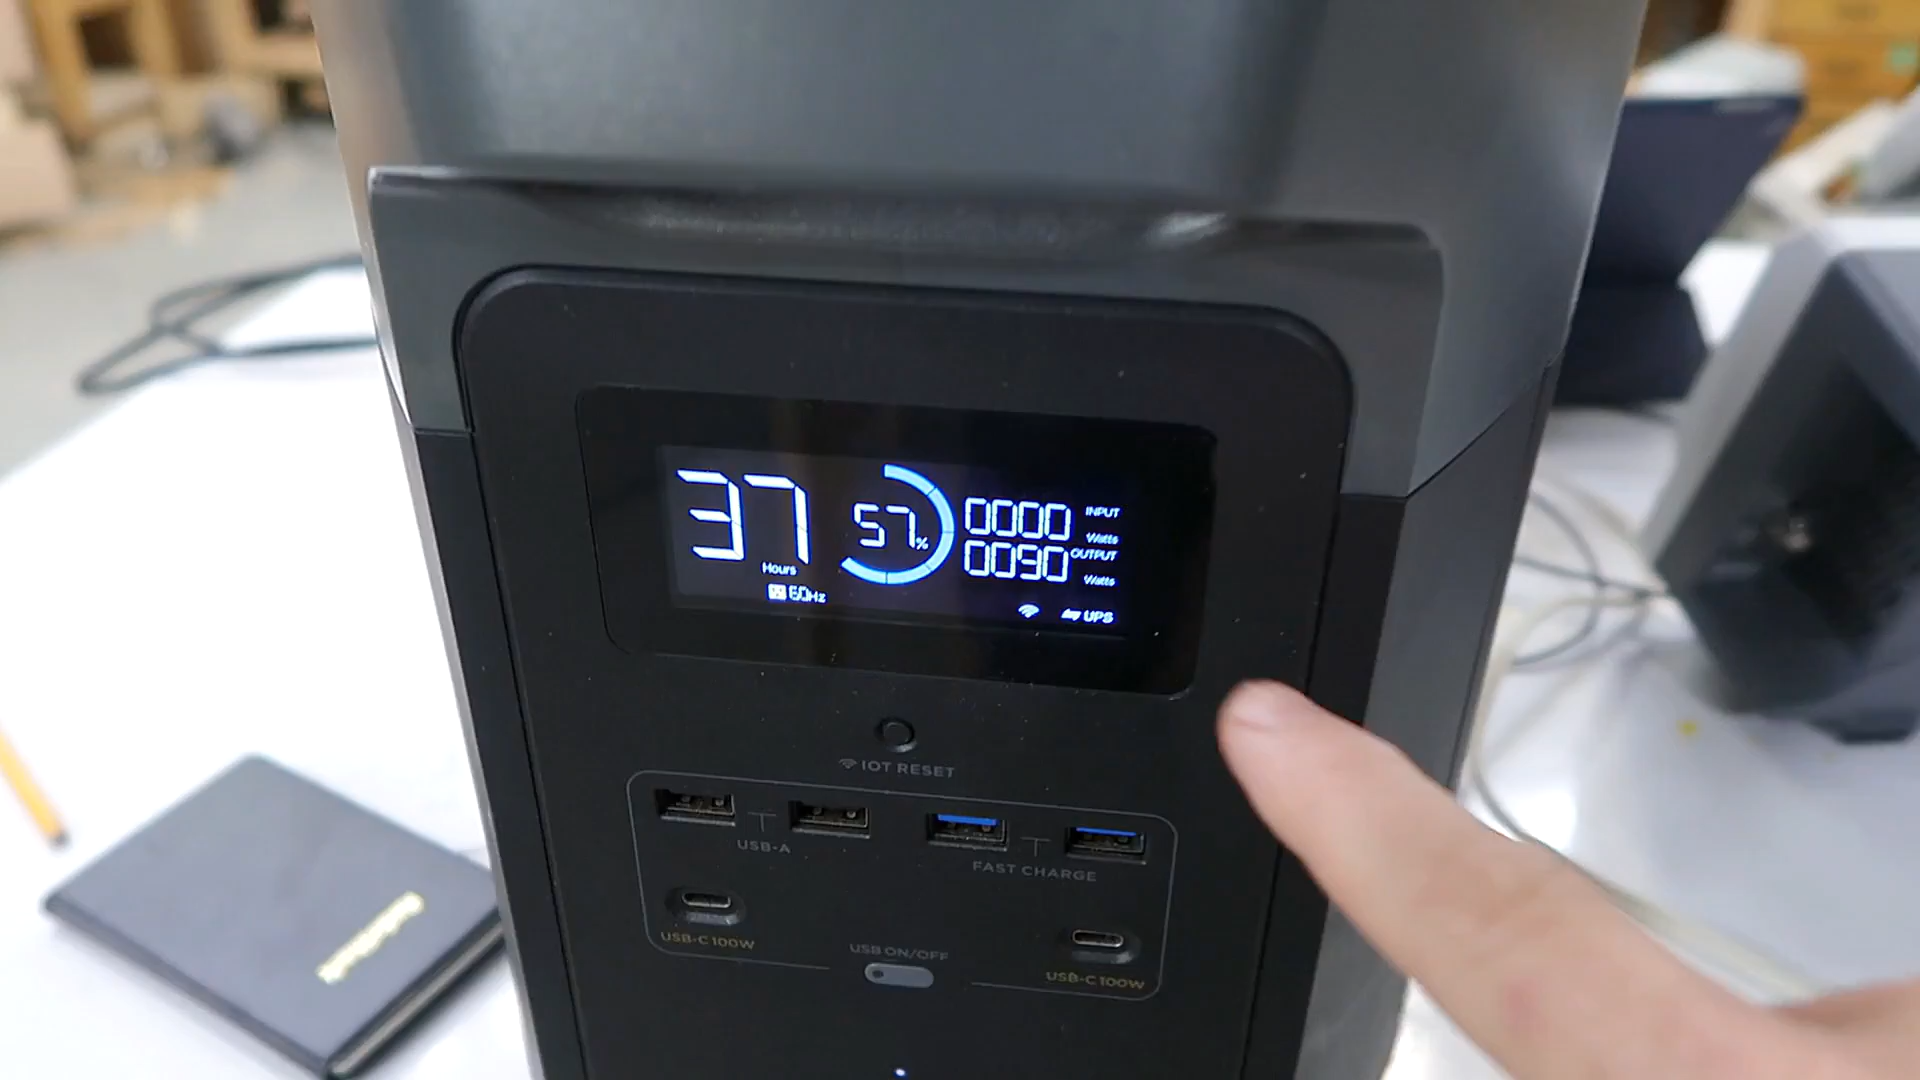 37
Hours
60Hz
57%
0000 INPUT Watts
0090 OUTPUT Watts
UPS
IOT RESET
USB-A
FAST CHARGE
USB-C 100W
USB ON/OFF
USB-C 100W